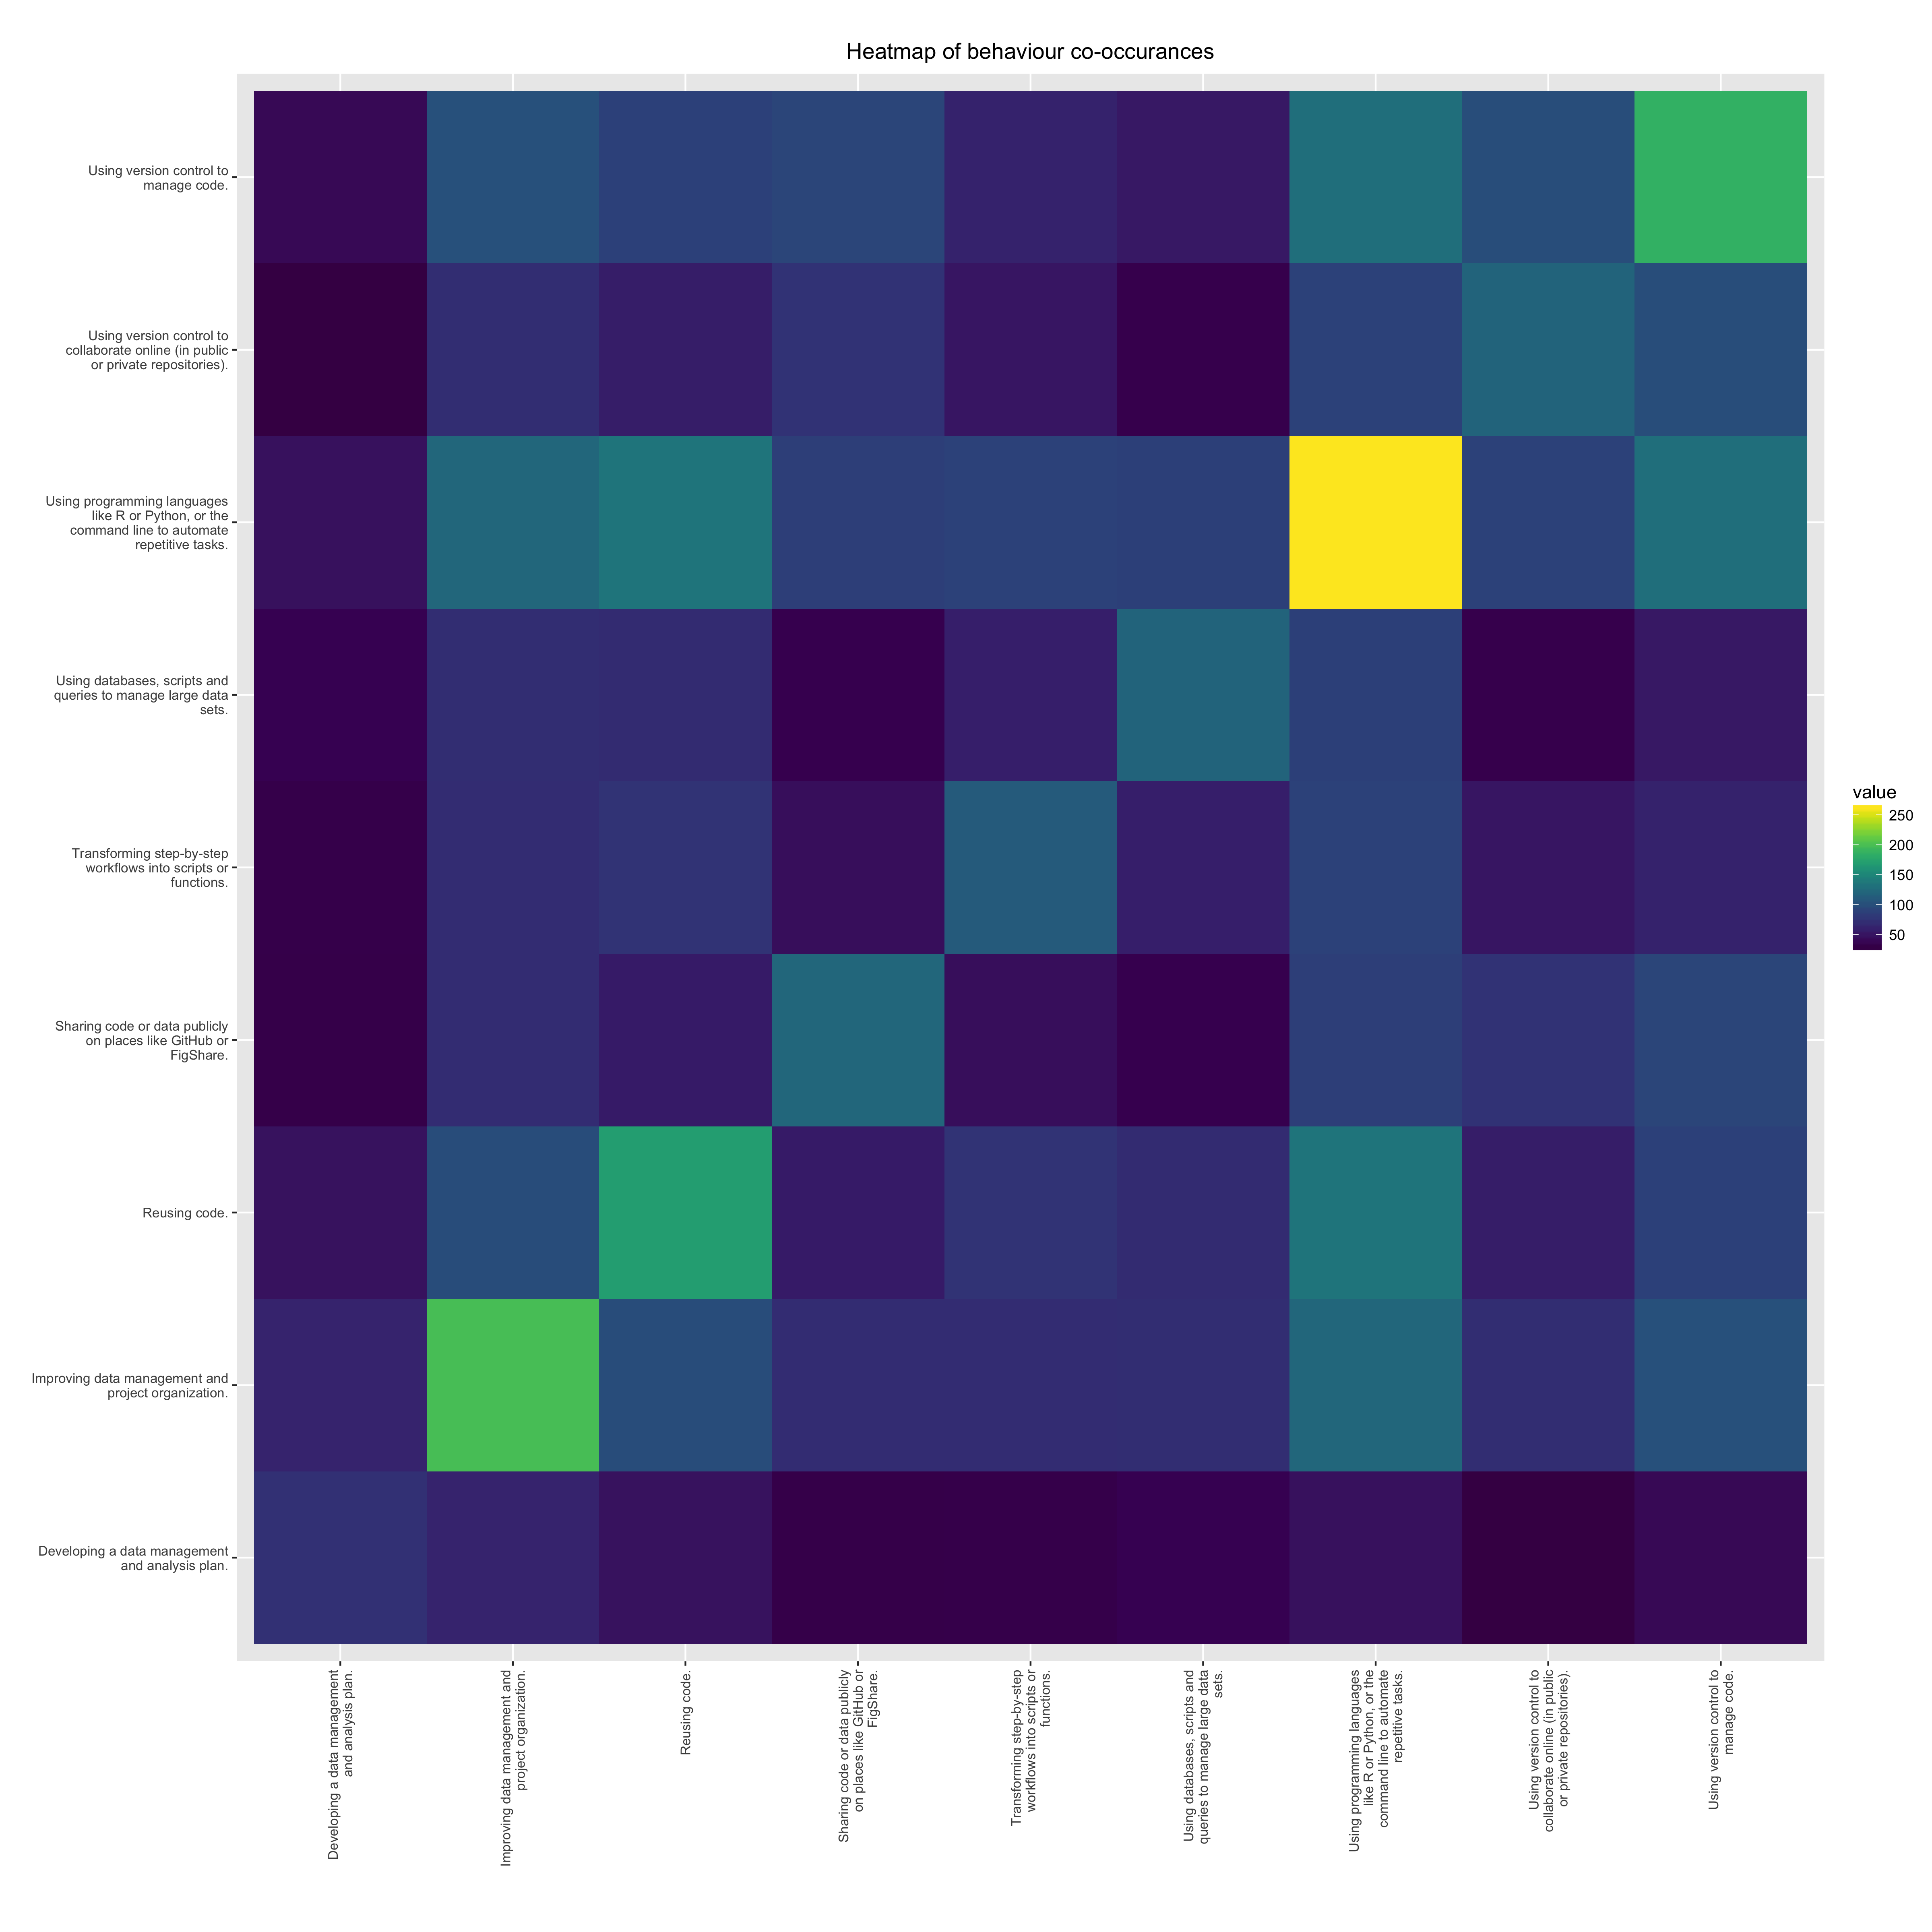 Heatmap of behaviour co-occurances
Using version control to
manage code.
Using version control to
collaborate online (in public
or private repositories).
Using programming languages
like R or Python, or the
command line to automate
repetitive tasks.
Using databases, scripts and
queries to manage large data
sets.
Transforming step-by-step
workflows into scripts or
functions.
Sharing code or data publicly
on places like GitHub or
FigShare.
Reusing code.
Improving data management and
project organization.
Developing a data management
and analysis plan.
value
250
200
150
100
50
Developing a data management
and analysis plan.
Improving data management and
project organization.
Reusing code.
Sharing code or data publicly
on places like GitHub or
FigShare.
Transforming step-by-step
workflows into scripts or
functions.
Using databases, scripts and
queries to manage large data
sets.
Using programming languages
like R or Python, or the
command line to automate
repetitive tasks.
Using version control to
collaborate online (in public
or private repositories).
Using version control to
manage code.